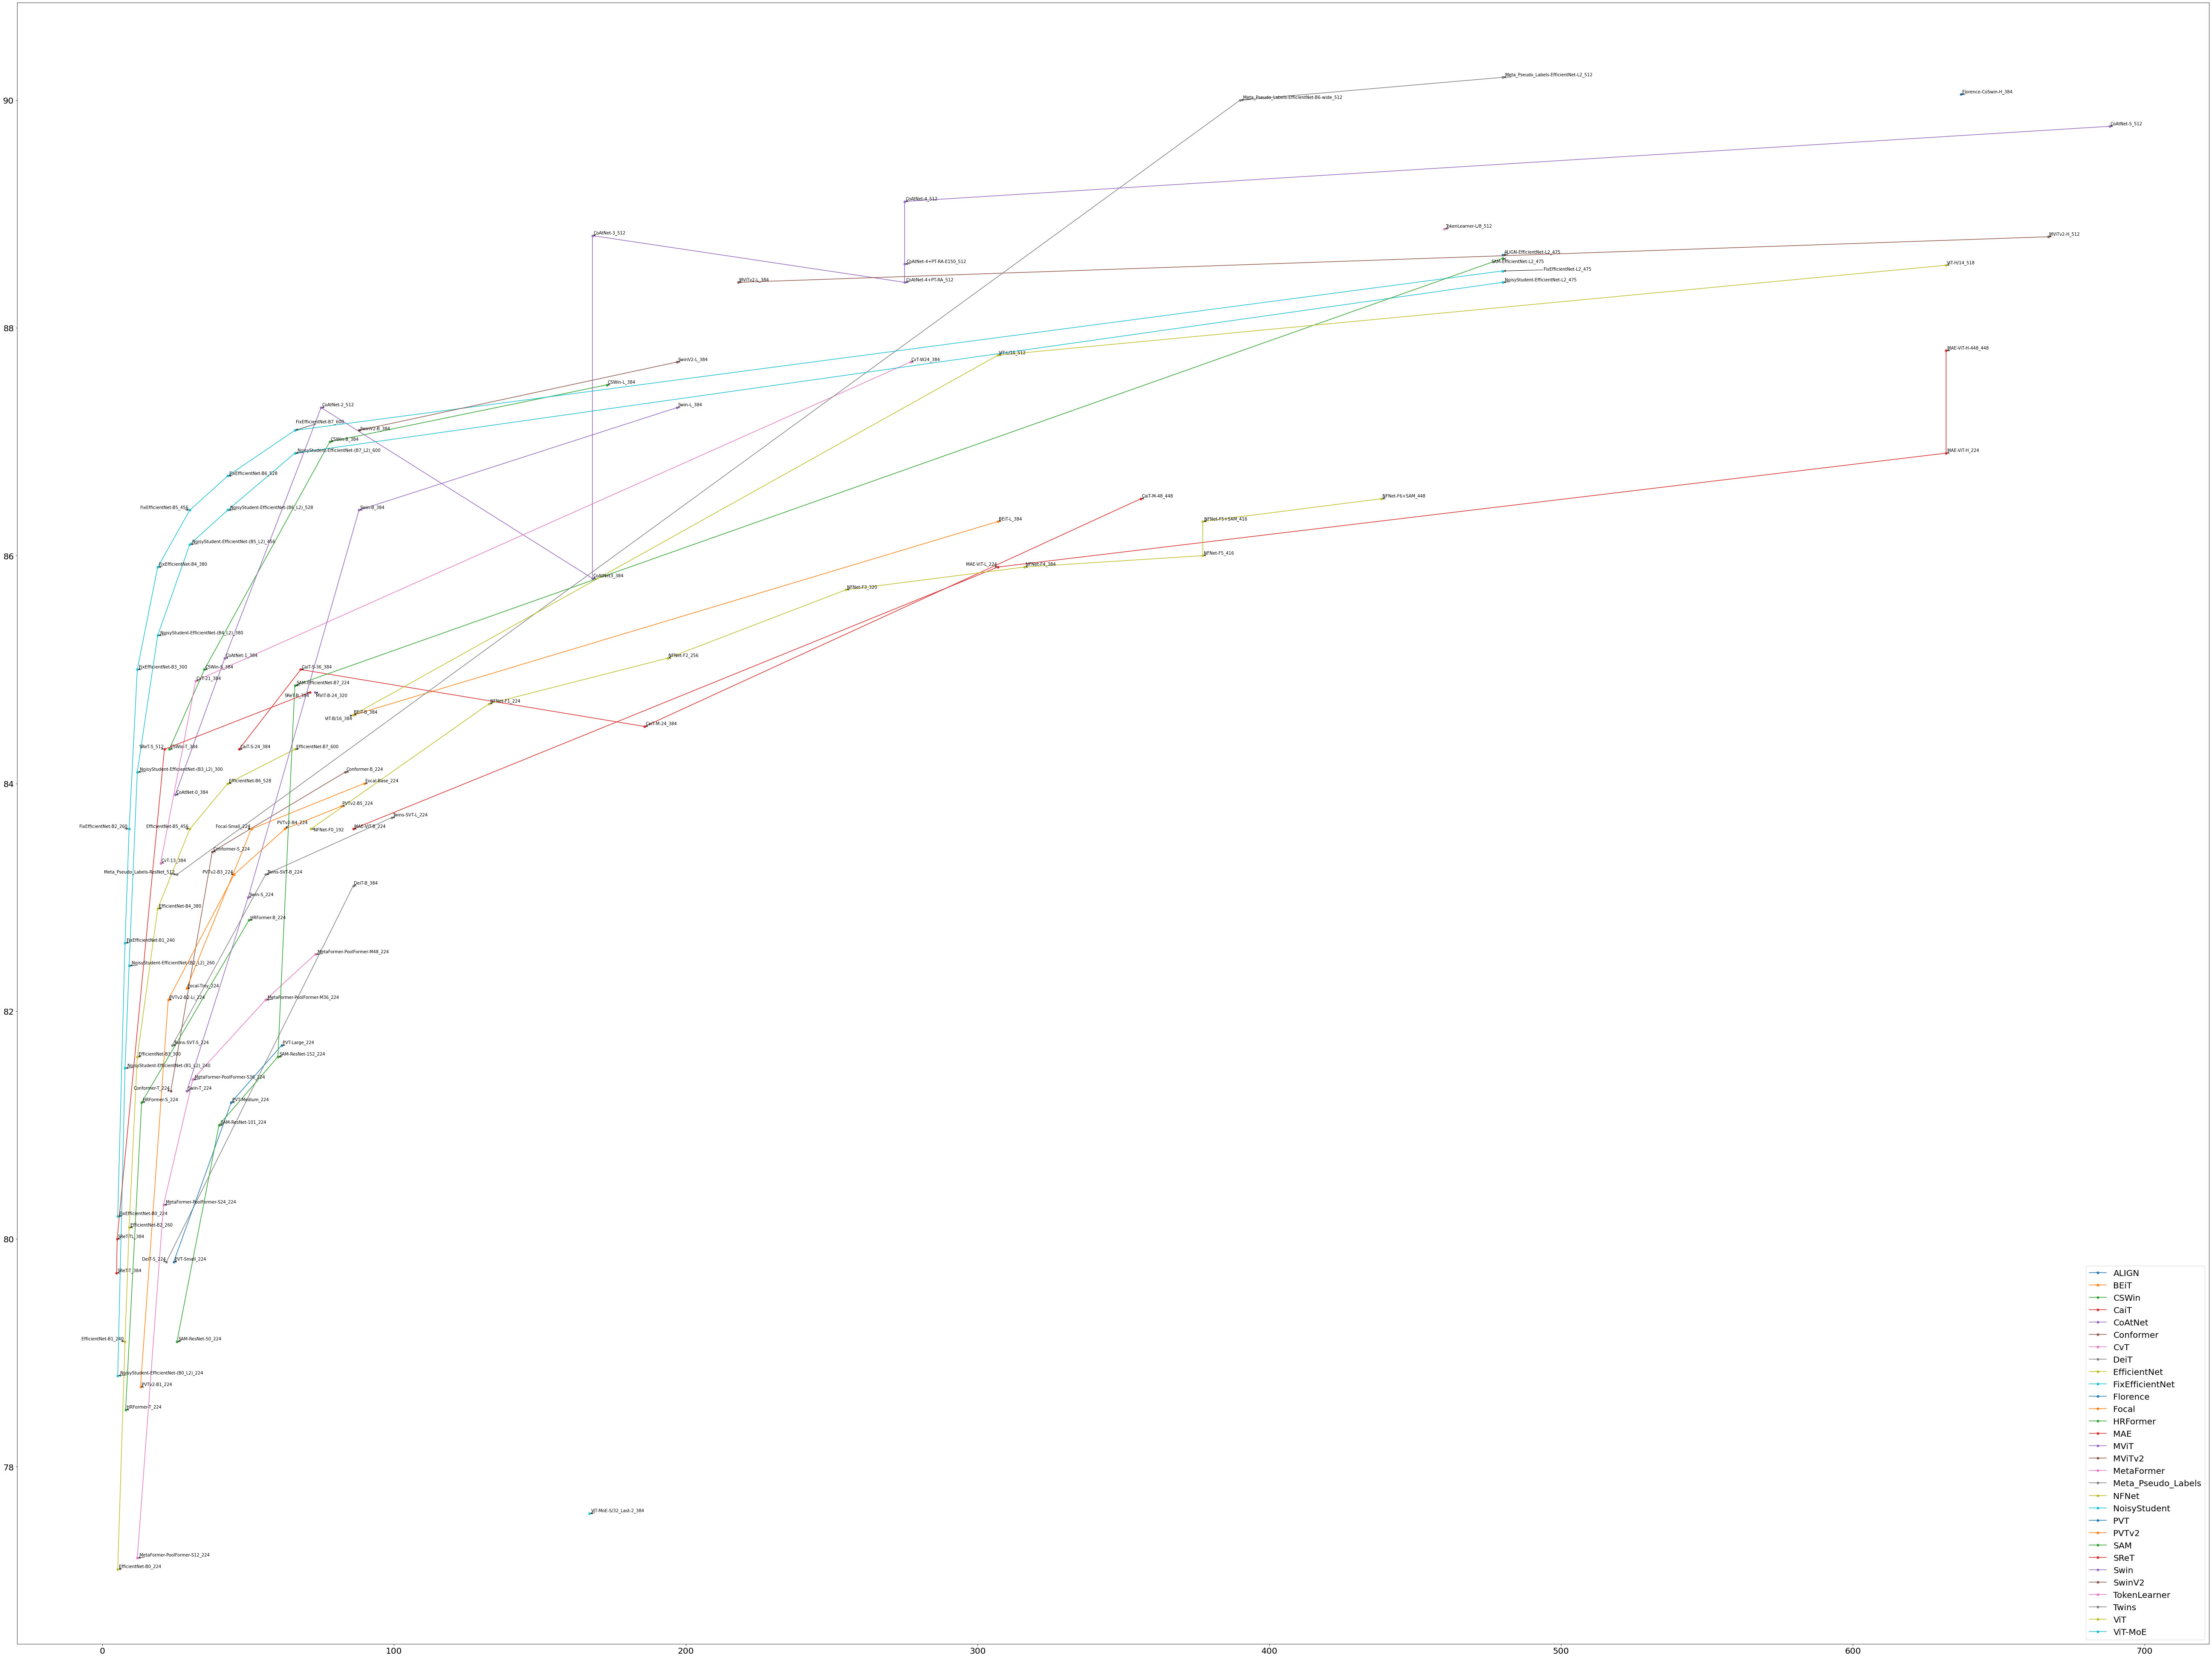 90
88
86
84
82
80
78
0
100
200
300
400
500
600
700
Meta_Pseudo_Labels-EfficientNet-L2_512
Florence-CoSwin-H_384
Meta_Pseudo_Labels-EfficientNet-B6-wide_512
CoAtNet-5_512
CoAtNet-4_512
TokenLearner-L/8_512
CoAtNet-3_512
MViTv2-H_512
ALIGN-EfficientNet-L2_475
SAM-EfficientNet-L2_475
CoAtNet-4+PT-RA-E150_512
ViT-H/14_518
FixEfficientNet-L2_475
MViTv2-L_384
CoAtNet-4+PT-RA_512
NoisyStudent-EfficientNet-L2_475
MAE-ViT-H-448_448
ViT-L/16_512
SwinV2-L_384
CvT-W24_384
CSWin-L_384
CoAtNet-2_512
Swin-L_384
FixEfficientNet-B7_600
SwinV2-B_384
CSWin-B_384
NoisyStudent-EfficientNet-(B7_L2)_600
MAE-ViT-H_224
FixEfficientNet-B6_528
CaiT-M-48_448
NFNet-F6+SAM_448
FixEfficientNet-B5_456
NoisyStudent-EfficientNet-(B6_L2)_528
Swin-B_384
BEiT-L_384
NFNet-F5+SAM_416
NoisyStudent-EfficientNet-(B5_L2)_456
NFNet-F5_416
FixEfficientNet-B4_380
MAE-ViT-L_224
NFNet-F4_384
CoAtNet-3_384
NFNet-F3_320
NoisyStudent-EfficientNet-(B4_L2)_380
CoAtNet-1_384
NFNet-F2_256
FixEfficientNet-B3_300
CSWin-S_384
CaiT-S-36_384
CvT-21_384
SAM-EfficientNet-B7_224
SReT-B_384
MViT-B-24_320
NFNet-F1_224
BEiT-B_384
ViT-B/16_384
CaiT-M-24_384
SReT-S_512
CSWin-T_384
CaiT-S-24_384
EfficientNet-B7_600
NoisyStudent-EfficientNet-(B3_L2)_300
Conformer-B_224
EfficientNet-B6_528
Focal-Base_224
CoAtNet-0_384
PVTv2-B5_224
Twins-SVT-L_224
FixEfficientNet-B2_260
EfficientNet-B5_456
Focal-Small_224
PVTv2-B4_224
NFNet-F0_192
MAE-ViT-B_224
Conformer-S_224
CvT-13_384
Meta_Pseudo_Labels-ResNet_512
PVTv2-B3_224
Twins-SVT-B_224
DeiT-B_384
Swin-S_224
EfficientNet-B4_380
HRFormer-B_224
FixEfficientNet-B1_240
MetaFormer-PoolFormer-M48_224
NoisyStudent-EfficientNet-(B2_L2)_260
Focal-Tiny_224
PVTv2-B2-Li_224
MetaFormer-PoolFormer-M36_224
Twins-SVT-S_224
PVT-Large_224
EfficientNet-B3_300
SAM-ResNet-152_224
NoisyStudent-EfficientNet-(B1_L2)_240
MetaFormer-PoolFormer-S36_224
Conformer-T_224
Swin-T_224
HRFormer-S_224
PVT-Medium_224
SAM-ResNet-101_224
MetaFormer-PoolFormer-S24_224
FixEfficientNet-B0_224
EfficientNet-B2_260
SReT-TL_384
DeiT-S_224
PVT-Small_224
SReT-T_384
EfficientNet-B1_240
SAM-ResNet-50_224
NoisyStudent-EfficientNet-(B0_L2)_224
PVTv2-B1_224
HRFormer-T_224
ViT-MoE-S/32_Last-2_384
MetaFormer-PoolFormer-S12_224
EfficientNet-B0_224
ALIGN
BEiT
CSWin
CaiT
CoAtNet
Conformer
CvT
DeiT
EfficientNet
FixEfficientNet
Florence
Focal
HRFormer
MAE
MViT
MViTv2
MetaFormer
Meta_Pseudo_Labels
NFNet
NoisyStudent
PVT
PVTv2
SAM
SReT
Swin
SwinV2
TokenLearner
Twins
ViT
ViT-MoE